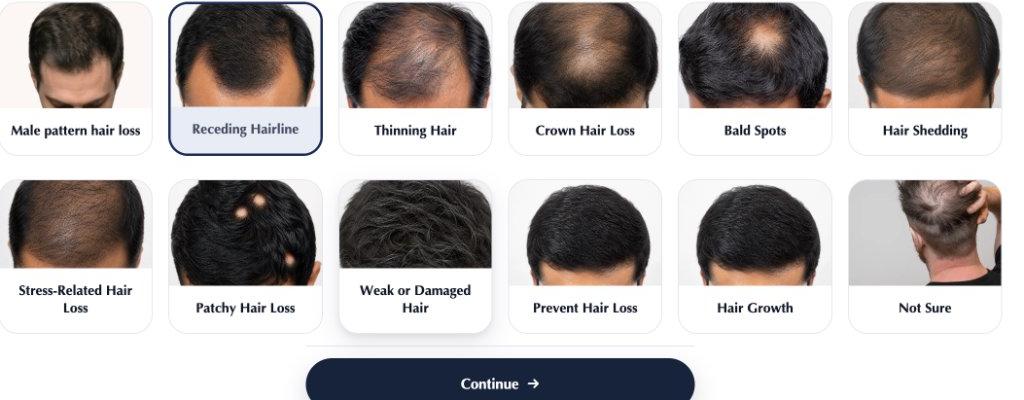 Male pattern hair loss
Receding Hairline
Thinning Hair
Crown Hair Loss
Bald Spots
Hair Shedding
Stress-Related Hair
Loss
Patchy Hair Loss
Weak or Damaged
Hair
Prevent Hair Loss
Hair Growth
Not Sure
Continue →